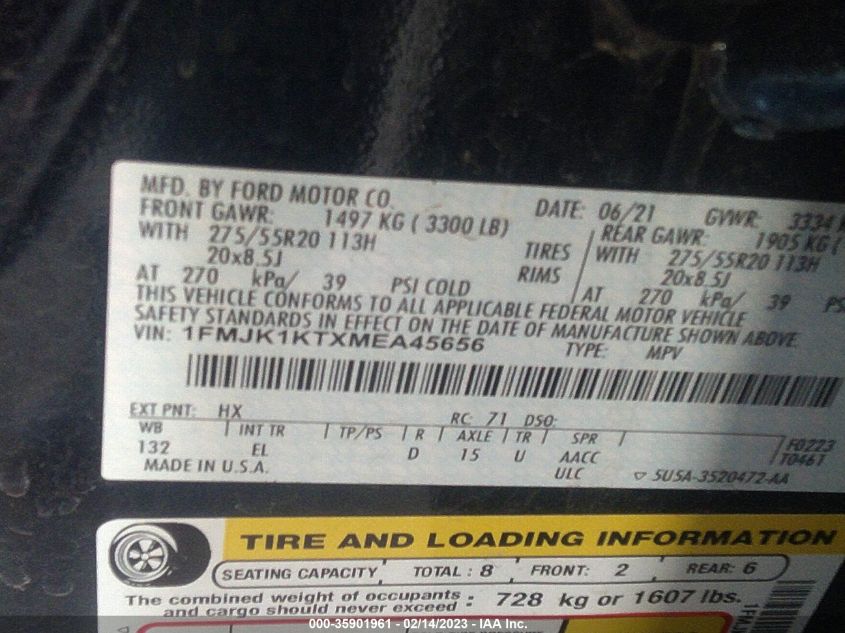 MFD. BY FORD MOTOR CO. DATE: 06/21 GVWR: 3334
FRONT GAWR: 1497 KG ( 3300 LB) REAR GAWR: 1905 KG (
WITH 275/55R20 113H TIRES WITH 275/55R20 113H
20x8.5J RIMS 20x8.5J
AT 270 kPa/ 39 PSI COLD AT 270 kPa/ 39
THIS VEHICLE CONFORMS TO ALL APPLICABLE FEDERAL MOTOR VEHICLE
SAFETY STANDARDS IN EFFECT ON THE DATE OF MANUFACTURE SHOWN ABOVE.
VIN: 1FMJK1KTXMEA45656 TYPE: MPV
EXT PNT: HX RC: 71 DSO:
WB INT TR TP/PS R AXLE TR SPR F0223
132 EL D 15 U AACC T0461
MADE IN U.S.A. ULC 5U5A-3520472-AA
TIRE AND LOADING INFORMATION
SEATING CAPACITY TOTAL : 8 FRONT: 2 REAR: 6
The combined weight of occupants
and cargo should never exceed : 728 kg or 1607 lbs.
000-35901961 - 02/14/2023 - IAA Inc.